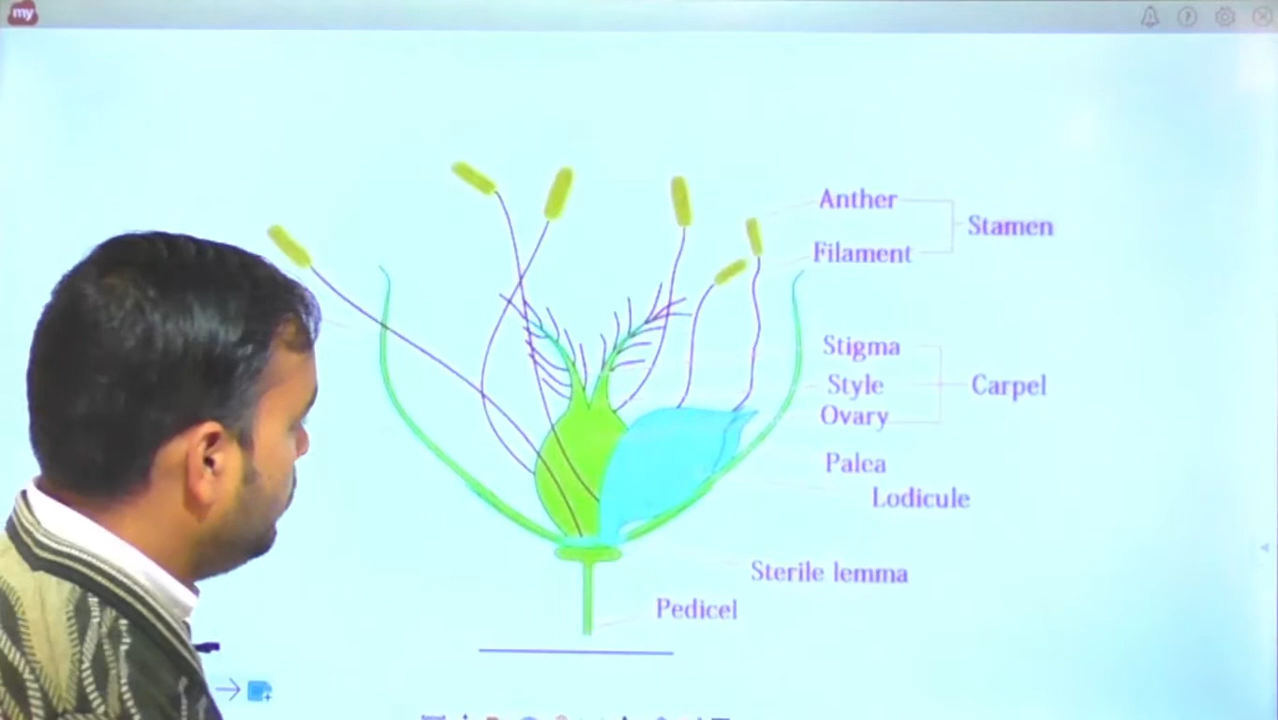 my
Anther
Stamen
Filament
Stigma
Style
Carpel
Ovary
Palea
Lodicule
Sterile lemma
Pedicel